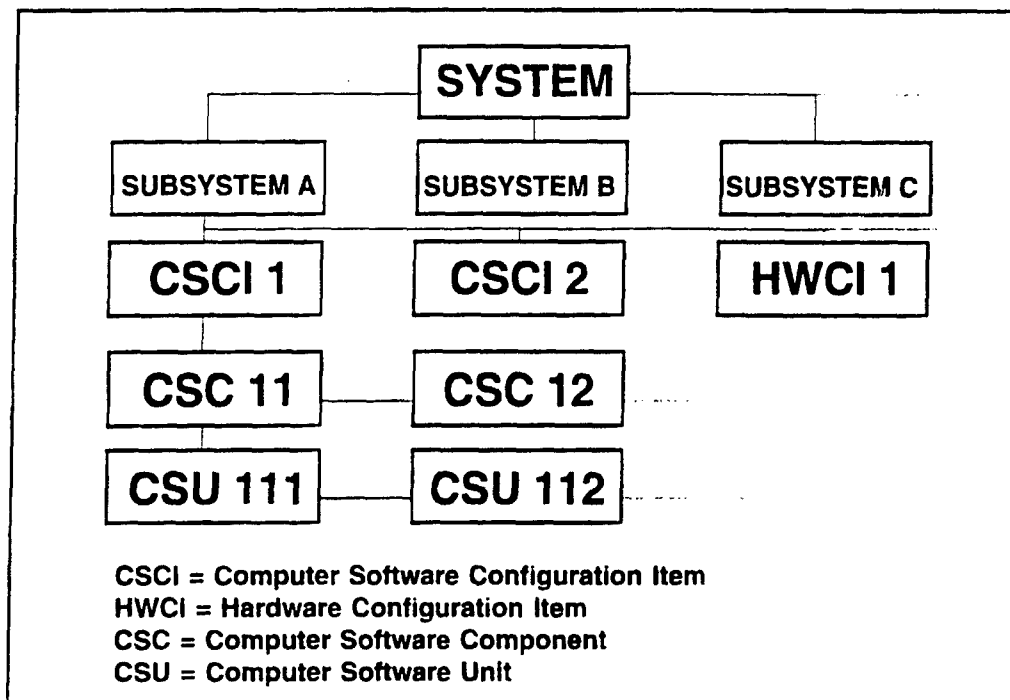 SYSTEM
SUBSYSTEM A SUBSYSTEM B SUBSYSTEM C
CSCI 1 CSCI 2 HWCI 1
CSC 11 CSC 12
CSU 111 CSU 112
CSCI = Computer Software Configuration Item
HWCI = Hardware Configuration Item
CSC = Computer Software Component
CSU = Computer Software Unit